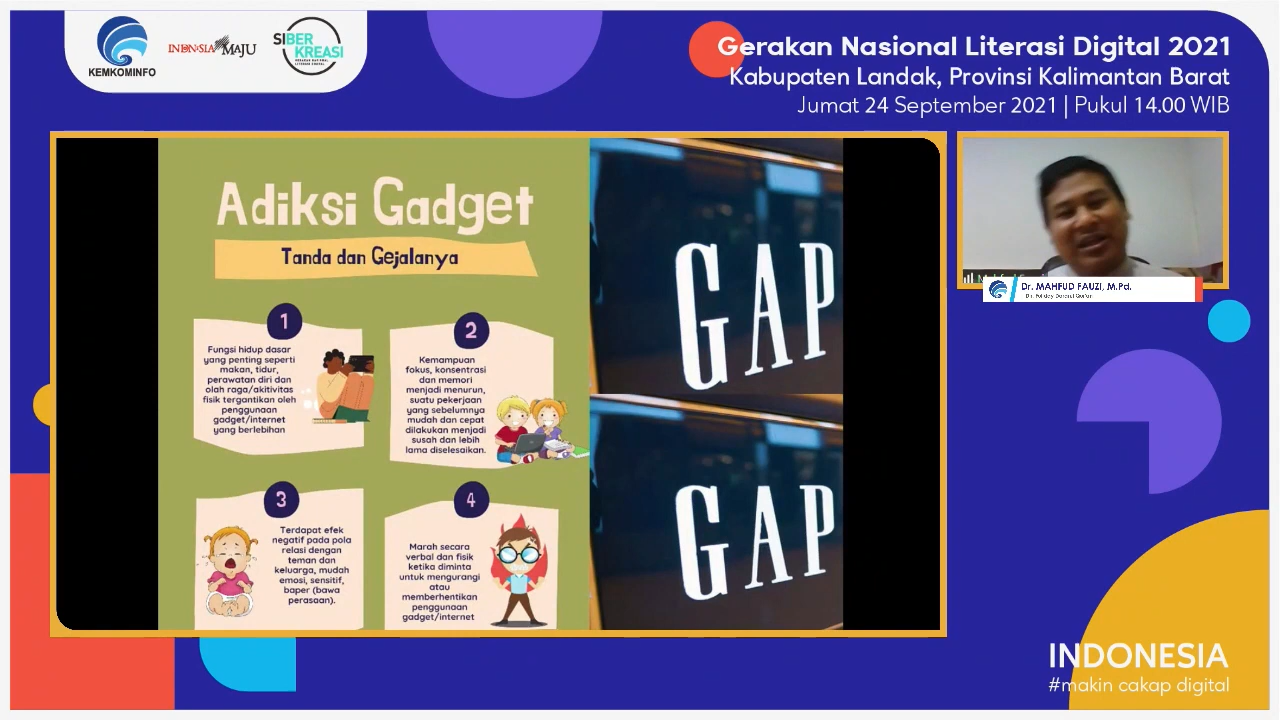 KEMKOMINFO
INDONESIA MAJU
SIBER
KREASI
Gerakan Nasional Literasi Digital 2021
Kabupaten Landak, Provinsi Kalimantan Barat
Jumat 24 September 2021 | Pukul 14.00 WIB
Adiksi Gadget
Tanda dan Gejalanya
1
Fungsi hidup dasar
yang penting seperti
makan, tidur,
perawatan diri dan
olah raga/akitivitas
fisik tergantikan oleh
penggunaan
gadget/internet
yang berlebihan
2
Kemampuan
fokus, konsentrasi
dan memori
menjadi menurun,
suatu pekerjaan
yang sebelumnya
mudah dan cepat
dilakukan menjadi
susah dan lebih
lama diselesaikan.
3
Terdapat efek
negatif pada pola
relasi dengan
teman dan
keluarga, mudah
emosi, sensitif,
baper (bawa
perasaan).
4
Marah secara
verbal dan fisik
ketika diminta
untuk mengurangi
atau
memberhentikan
penggunaan
gadget/internet
GAP
GAP
Dr. MAHFUD FAUZI, M.Pd.
INDONESIA
#makin cakap digital